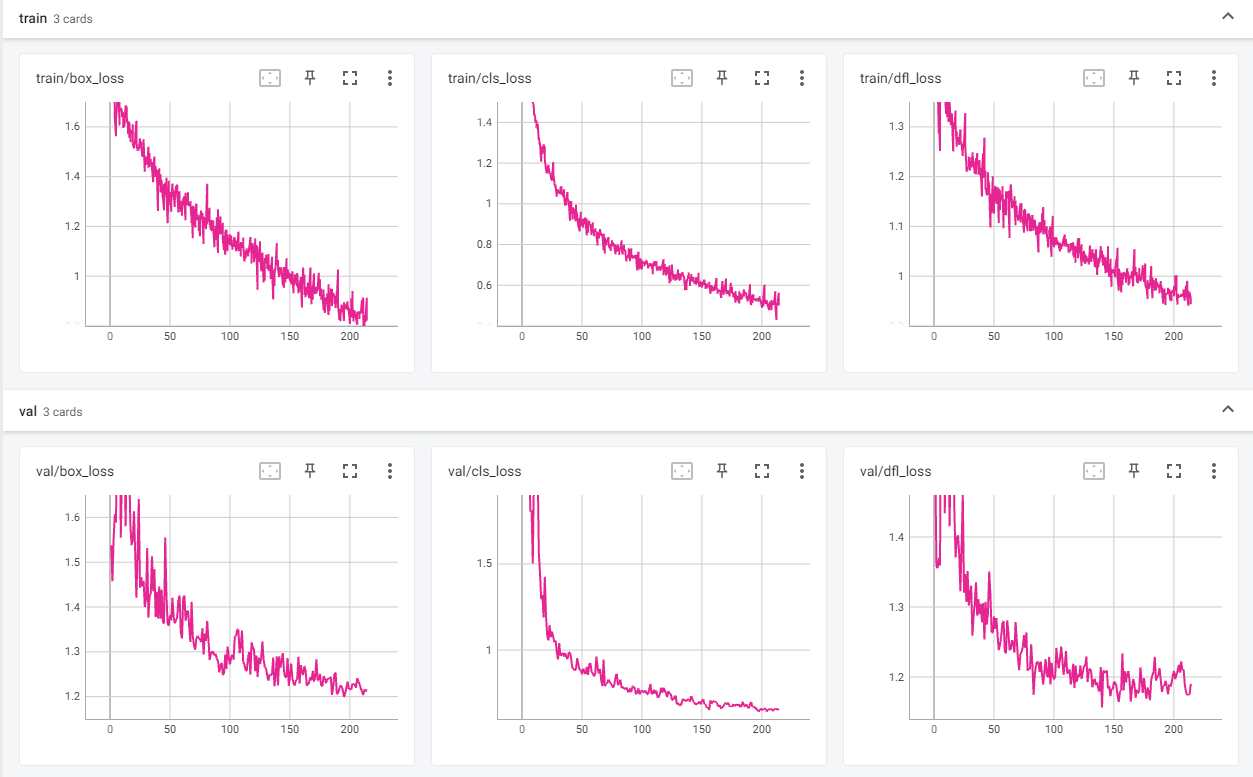 train 3 cards
train/box_loss train/cls_loss train/dfl_loss
1.6
1.4
1.2
1
0 50 100 150 200
1.4
1.2
1
0.8
0.6
0 50 100 150 200
1.3
1.2
1.1
1
0 50 100 150 200
val 3 cards
val/box_loss val/cls_loss val/dfl_loss
1.6
1.5
1.4
1.3
1.2
0 50 100 150 200
1.5
1
0 50 100 150 200
1.4
1.3
1.2
0 50 100 150 200